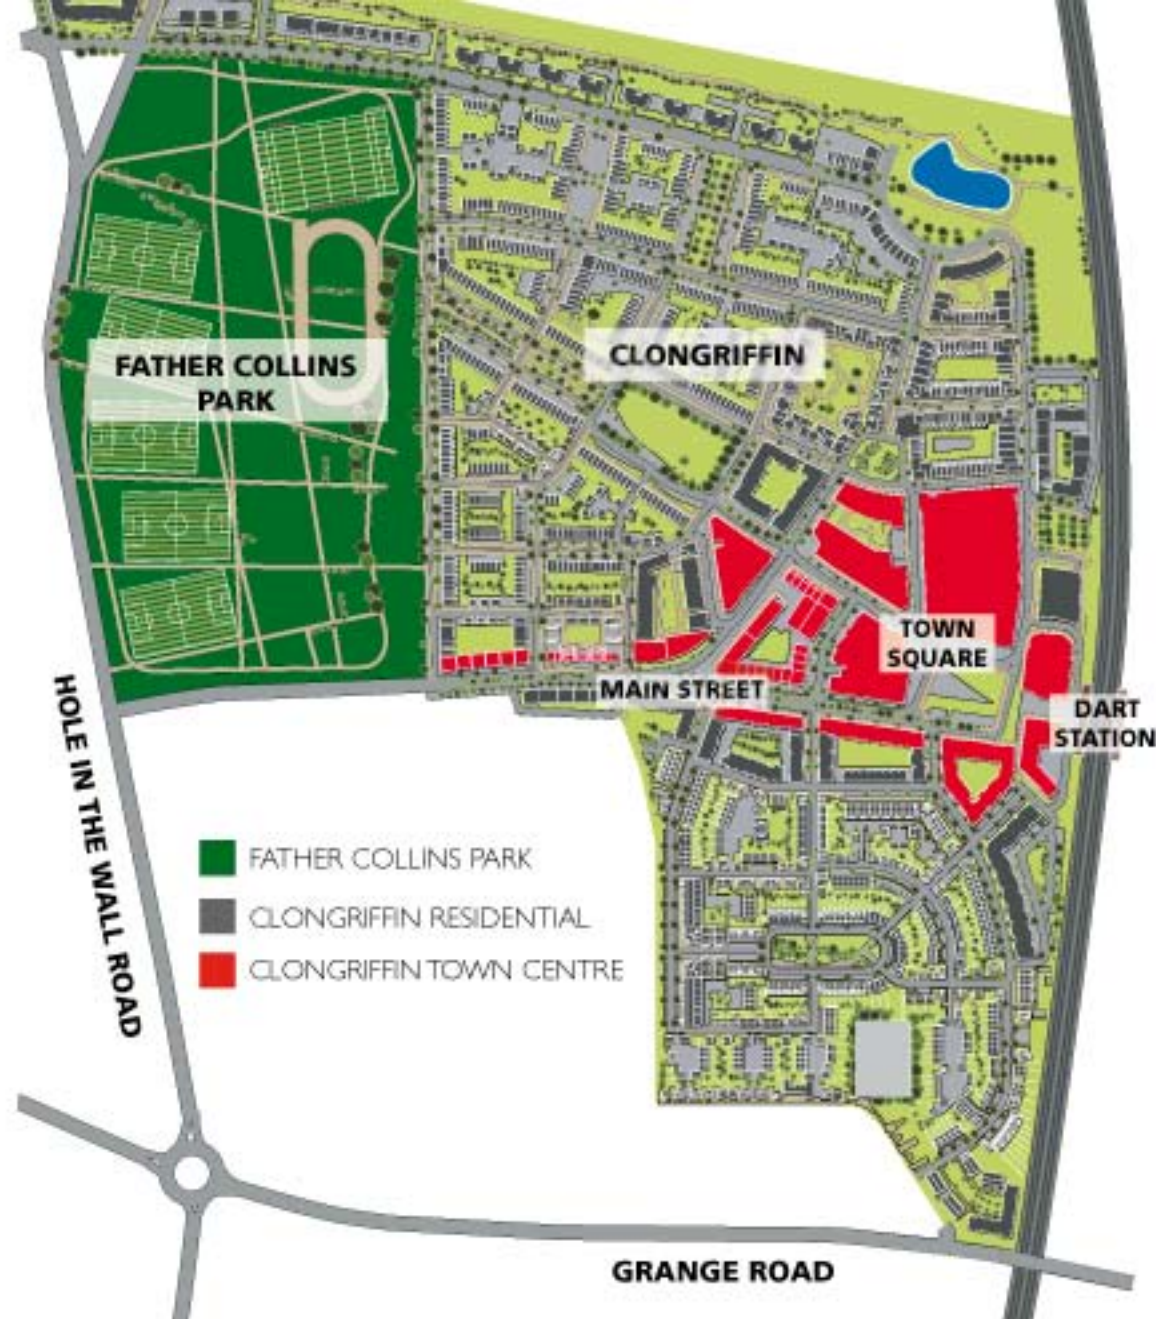 FATHER COLLINS
PARK
CLONGRIFFIN
TOWN
SQUARE
MAIN STREET
DART
STATION
HOLE IN THE WALL ROAD
FATHER COLLINS PARK
CLONGRIFFIN RESIDENTIAL
CLONGRIFFIN TOWN CENTRE
GRANGE ROAD